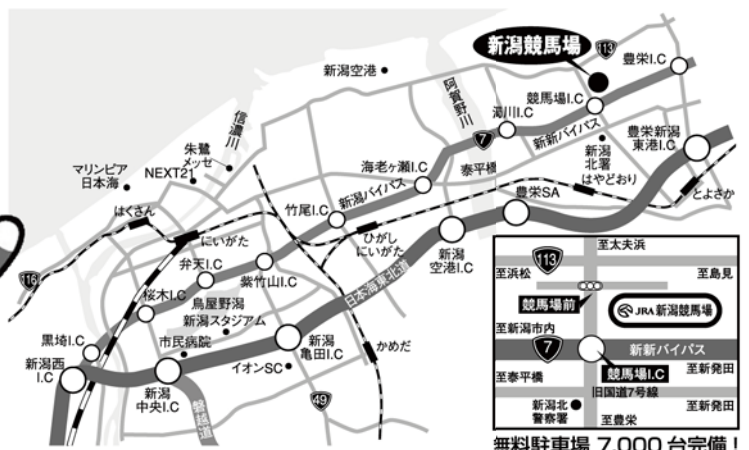 新潟競馬場
113
豊栄I.C
新潟空港
阿賀野川
競馬場I.C
濁川I.C
信濃川
7
新新バイパス
豊栄新潟
東港I.C
朱鷺
メッセ
新潟
北署
マリンピア
日本海
NEXT21
海老ヶ瀬I.C
泰平橋
はやどおり
新潟バイパス
豊栄SA
とよさか
はくさん
竹尾I.C
にいがた
ひがし
にいがた
新潟
空港I.C
弁天I.C
紫竹山I.C
日本海東北道
116
桜木I.C
鳥屋野潟
新潟スタジアム
黒埼I.C
市民病院
新潟
亀田I.C
かめだ
新潟西
I.C
イオンSC
新潟
中央I.C
磐越道
49
至太夫浜
113
至浜松
至島見
競馬場前
JRA 新潟競馬場
至新潟市内
7
新新バイパス
競馬場I.C
至新発田
至泰平橋
旧国道7号線
新潟北
警察署
至新発田
至豊栄
無料駐車場 7,000 台完備!